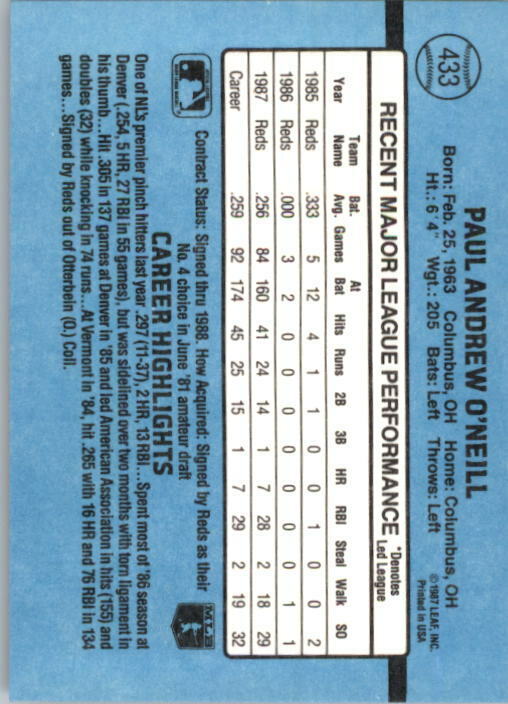 433
PAUL ANDREW O'NEILL
Born: Feb. 25, 1963 Columbus, OH Home: Columbus, OH
Ht.: 6'4" Wgt.: 205 Bats: Left Throws: Left
©1987 LEAF, INC.
Printed in USA
RECENT MAJOR LEAGUE PERFORMANCE *Denotes Led League
Year Team Name Bat. Avg. Games At Bat Hits Runs 2B 3B HR RBI Steal Walk SO
1985 Reds .333 5 12 4 1 1 0 0 1 0 0 2
1986 Reds .000 3 2 0 0 0 0 0 0 0 1 1
1987 Reds .256 84 160 41 24 14 1 7 28 2 18 29
Career .259 92 174 45 25 15 1 7 29 2 19 32
Contract Status: Signed thru 1988. How Acquired: Signed by Reds as their
No. 4 choice in June '81 amateur draft
MLB
CAREER HIGHLIGHTS
One of NL's premier pinch hitters last year .297 (11-37), 2 HR, 13 RBI...Spent most of '86 season at
Denver (.254, 5 HR, 27 RBI in 55 games), but was sidelined over two months with torn ligament in
his thumb...Hit .305 in 137 games at Denver in '85 and led American Association in hits (155) and
doubles (32) while knocking in 74 runs...At Vermont in '84, hit .265 with 16 HR and 76 RBI in 134
games...Signed by Reds out of Otterbein (O.) Coll.